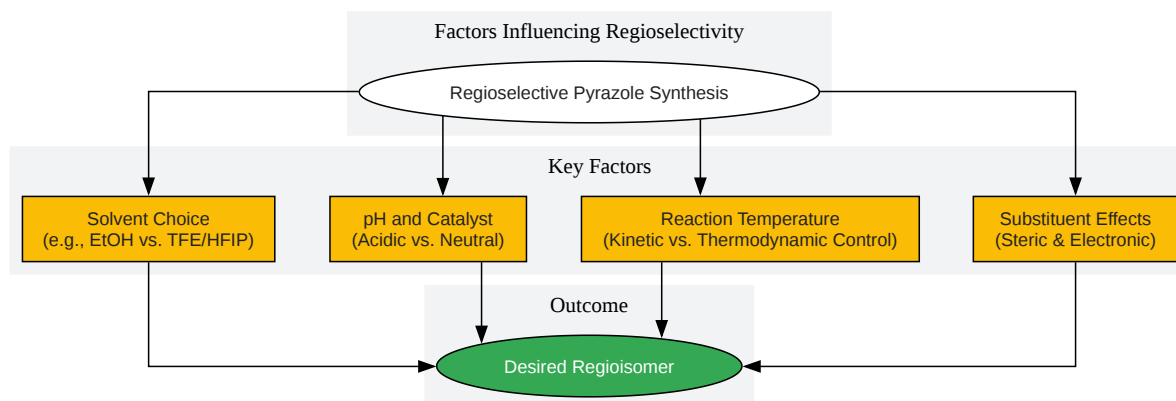 Factors Influencing Regioselectivity
Regioselective Pyrazole Synthesis
Key Factors
Solvent Choice
(e.g., EtOH vs. TFE/HFIP)
pH and Catalyst
(Acidic vs. Neutral)
Reaction Temperature
(Kinetic vs. Thermodynamic Control)
Substituent Effects
(Steric & Electronic)
Outcome
Desired Regioisomer